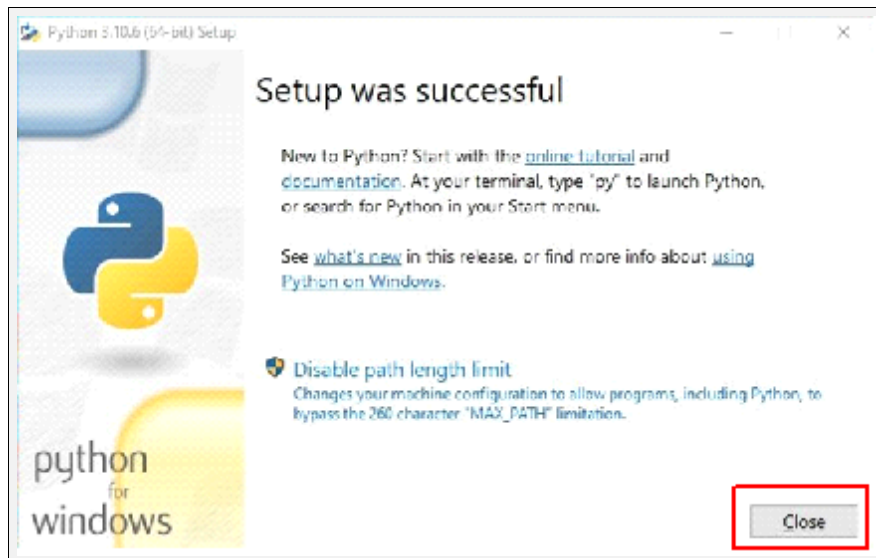 Python 3.10.6 (64-bit) Setup
Setup was successful
New to Python? Start with the online tutorial and
documentation. At your terminal, type "py" to launch Python,
or search for Python in your Start menu.
See what's new in this release, or find more info about using
Python on Windows.
Disable path length limit
Changes your machine configuration to allow programs, including Python, to
bypass the 260 character "MAX_PATH" limitation.
python
for
windows
Close